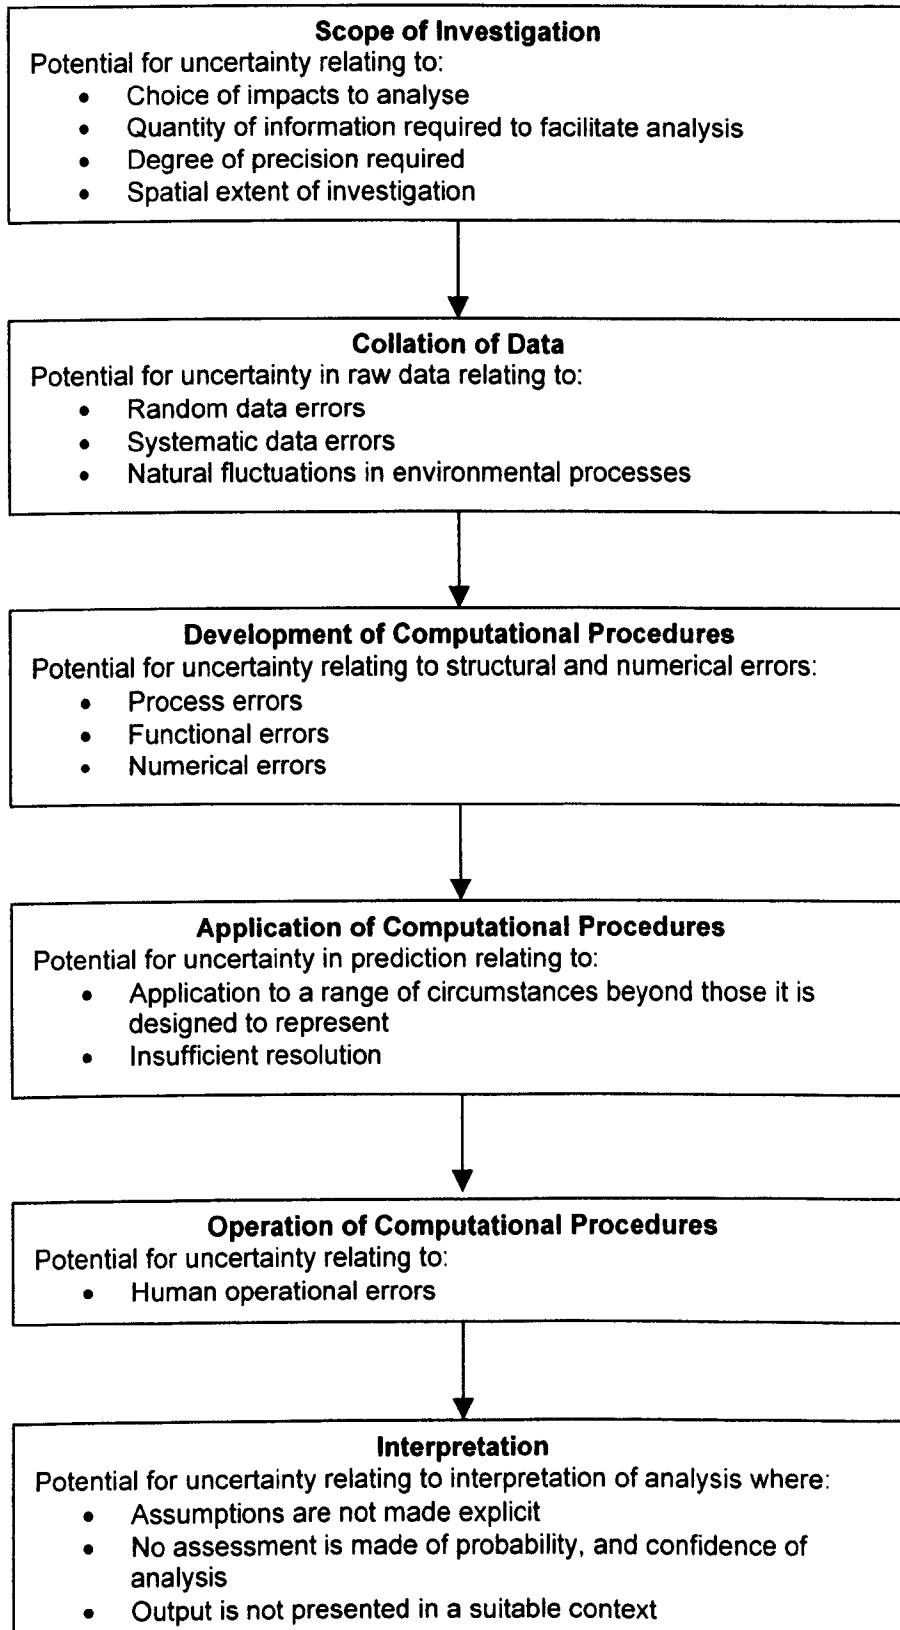 Scope of Investigation
Potential for uncertainty relating to:
• Choice of impacts to analyse
• Quantity of information required to facilitate analysis
• Degree of precision required
• Spatial extent of investigation
Collation of Data
Potential for uncertainty in raw data relating to:
• Random data errors
• Systematic data errors
• Natural fluctuations in environmental processes
Development of Computational Procedures
Potential for uncertainty relating to structural and numerical errors:
• Process errors
• Functional errors
• Numerical errors
Application of Computational Procedures
Potential for uncertainty in prediction relating to:
• Application to a range of circumstances beyond those it is
designed to represent
• Insufficient resolution
Operation of Computational Procedures
Potential for uncertainty relating to:
• Human operational errors
Interpretation
Potential for uncertainty relating to interpretation of analysis where:
• Assumptions are not made explicit
• No assessment is made of probability, and confidence of
analysis
• Output is not presented in a suitable context